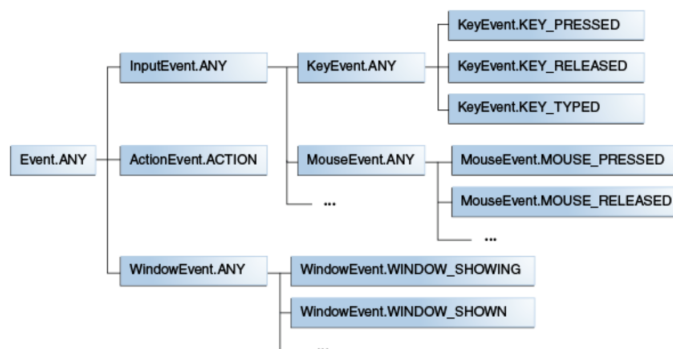 KeyEvent.KEY_PRESSED
InputEvent.ANY
KeyEvent.ANY
KeyEvent.KEY_RELEASED
KeyEvent.KEY_TYPED
Event.ANY
ActionEvent.ACTION
MouseEvent.ANY
MouseEvent.MOUSE_PRESSED
...
MouseEvent.MOUSE_RELEASED
...
WindowEvent.ANY
WindowEvent.WINDOW_SHOWING
WindowEvent.WINDOW_SHOWN
...